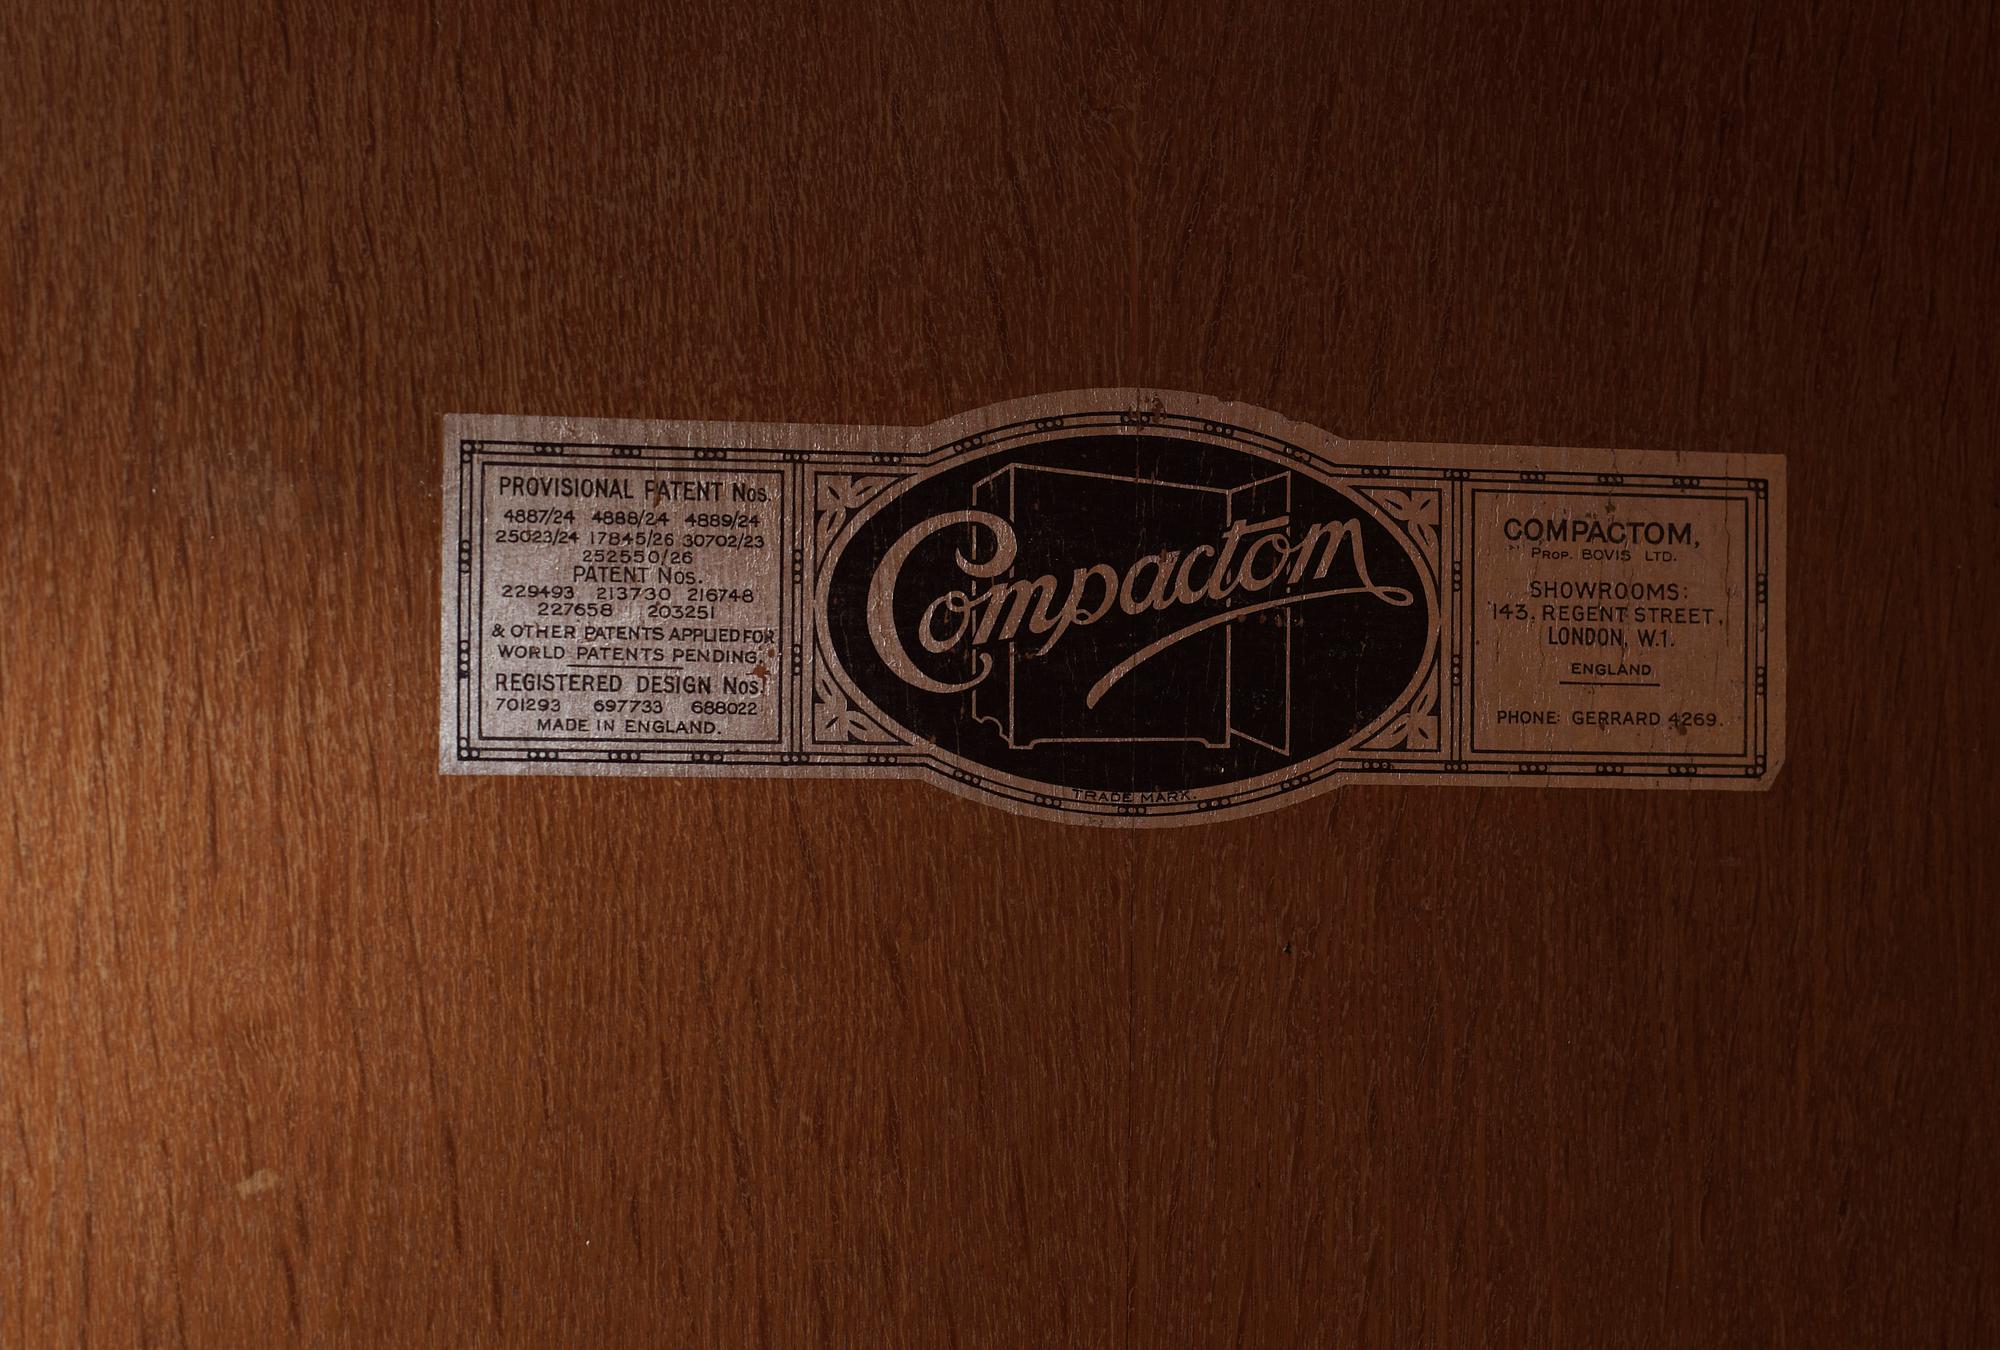 PROVISIONAL PATENT Nos.
4887/24 4888/24 4889/24
25023/24 17845/26 30702/23
252550/26
PATENT Nos.
229493 213730 216748
227658 203251
& OTHER PATENTS APPLIED FOR
WORLD PATENTS PENDING.
REGISTERED DESIGN Nos.
701293 697733 688022
MADE IN ENGLAND.
Compactom
TRADE MARK.
COMPACTOM,
PROP. BOVIS LTD.
SHOWROOMS:
143, REGENT STREET,
LONDON, W.1.
ENGLAND
PHONE: GERRARD 4269.